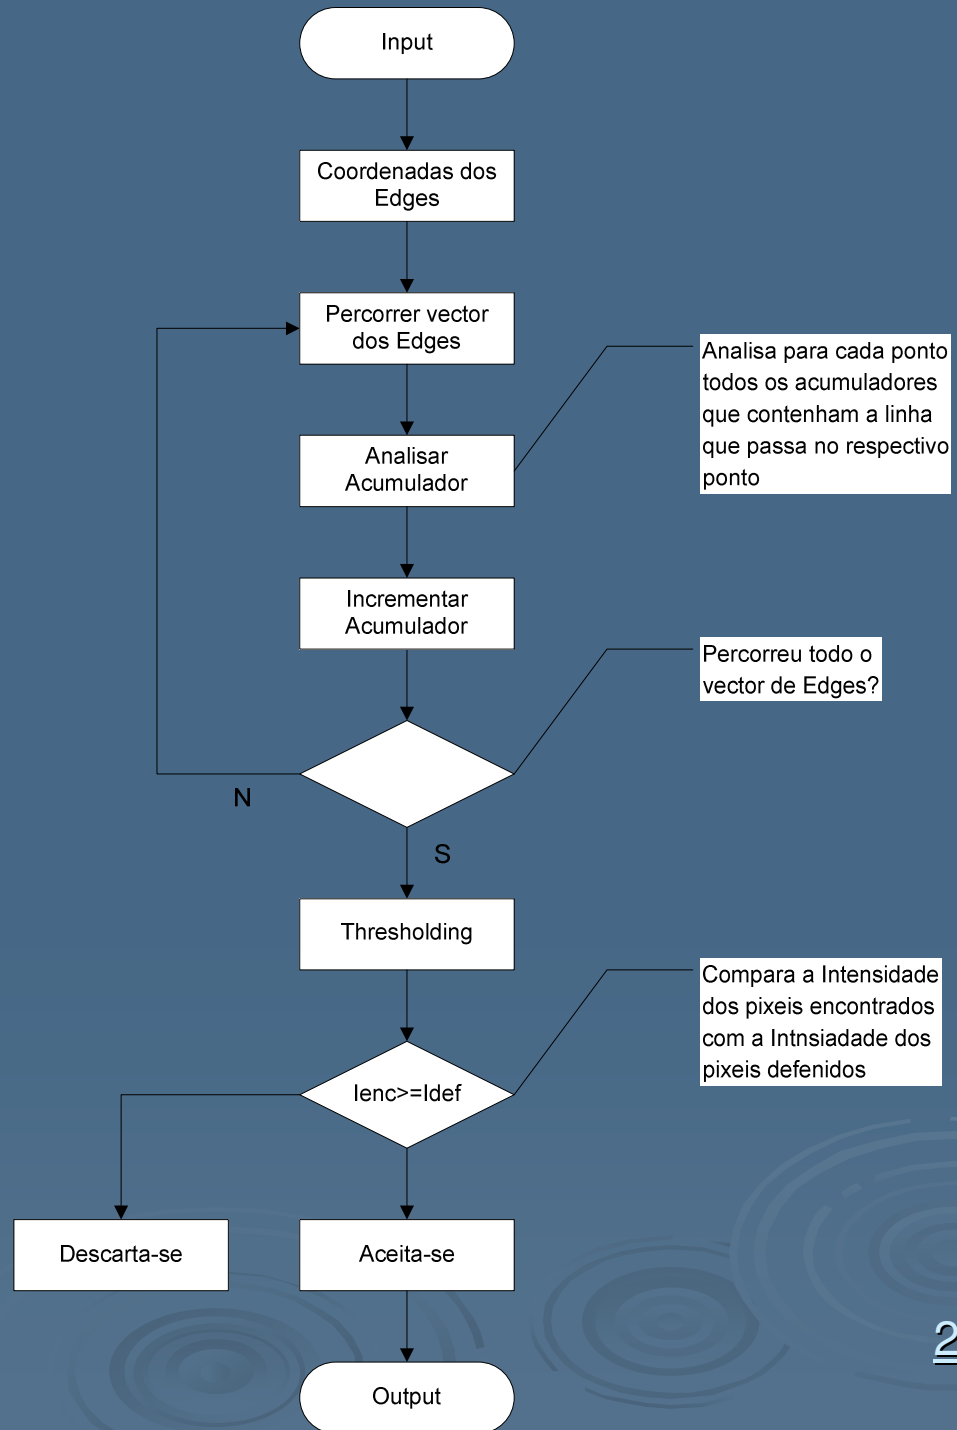 Input
Coordenadas dos
Edges
Percorrer vector
dos Edges
Analisa para cada ponto
todos os acumuladores
que contenham a linha
que passa no respectivo
ponto
Analisar
Acumulador
Incrementar
Acumulador
Percorreu todo o
vector de Edges?
N
S
Thresholding
Compara a Intensidade
dos pixeis encontrados
com a Intnsiadade dos
pixeis defenidos
Ienc>=Idef
Descarta-se
Aceita-se
2
Output